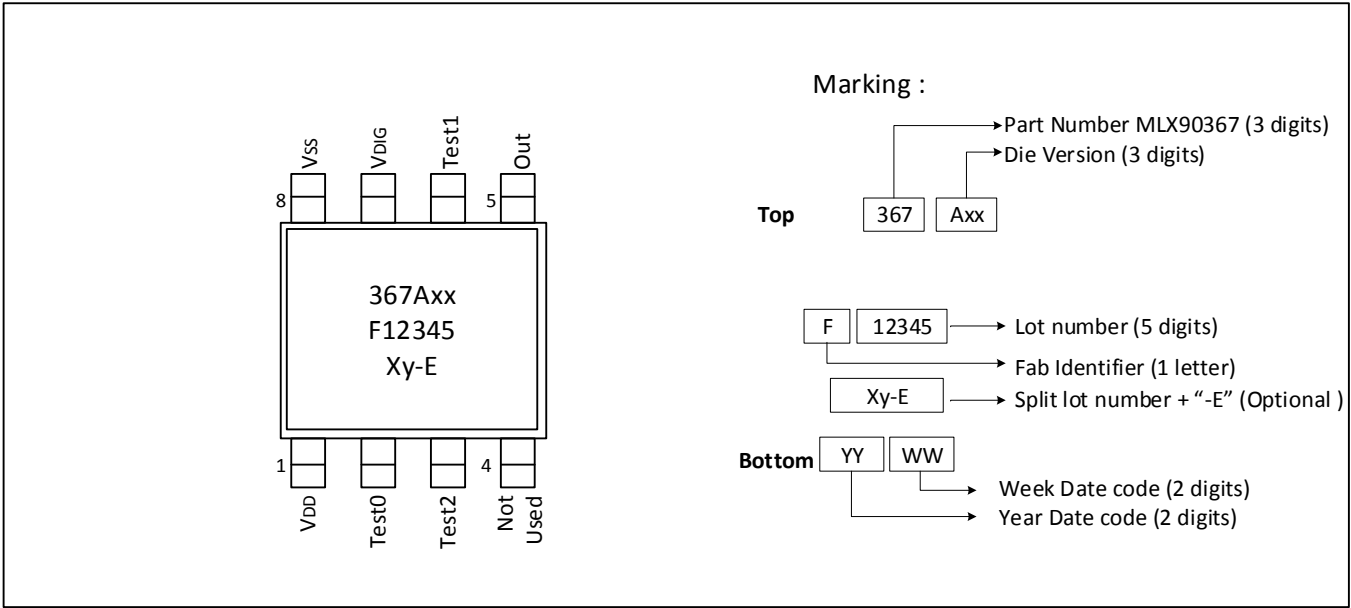 Vss
VDIG
Test1
Out
8
5
367Axx
F12345
Xy-E
1
4
VDD
Test0
Test2
Not
Used
Marking :
Part Number MLX90367 (3 digits)
Die Version (3 digits)
Top
367
Axx
F
12345
Lot number (5 digits)
Fab Identifier (1 letter)
Xy-E
Split lot number + “-E” (Optional )
Bottom
YY
WW
Week Date code (2 digits)
Year Date code (2 digits)